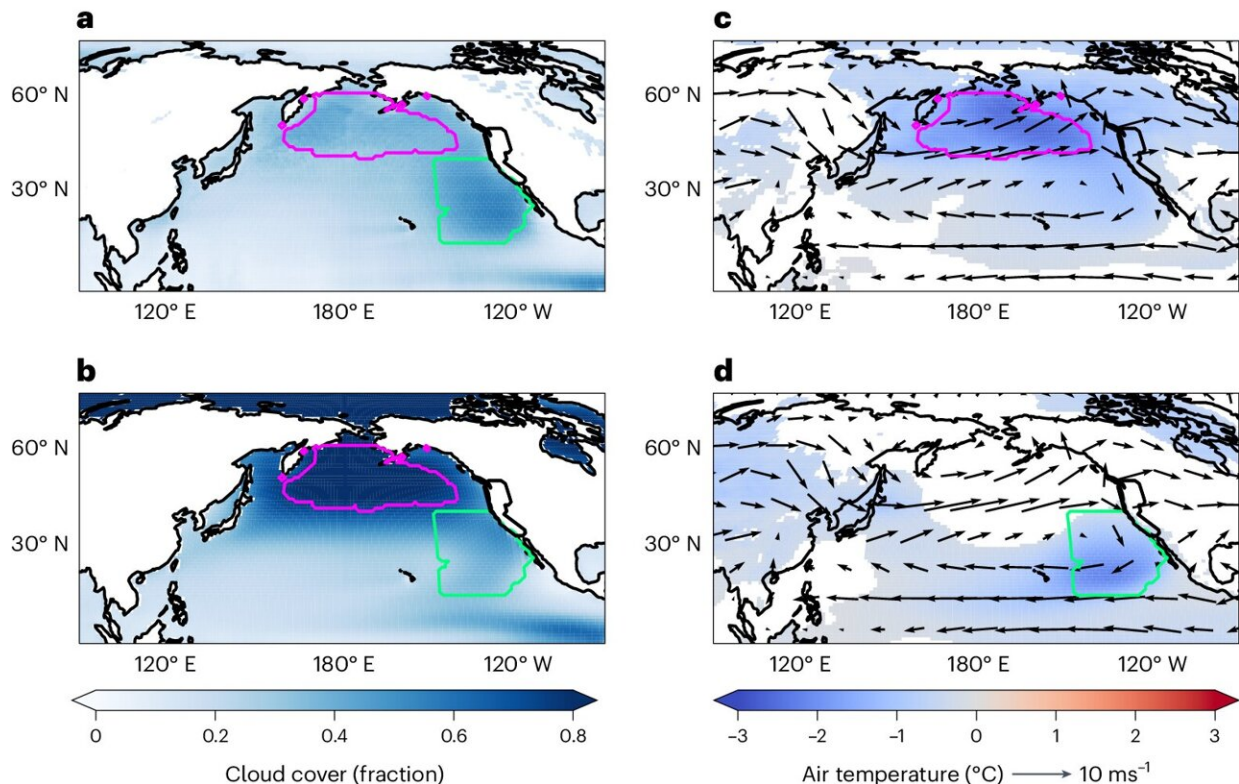 a
60° N
30° N
120° E
180° E
120° W
b
60° N
30° N
120° E
180° E
120° W
0
0.2
0.4
0.6
0.8
Cloud cover (fraction)
c
60° N
30° N
120° E
180° E
120° W
d
60° N
30° N
120° E
180° E
120° W
−3
−2
−1
0
1
2
3
Air temperature (°C)
10 ms−1